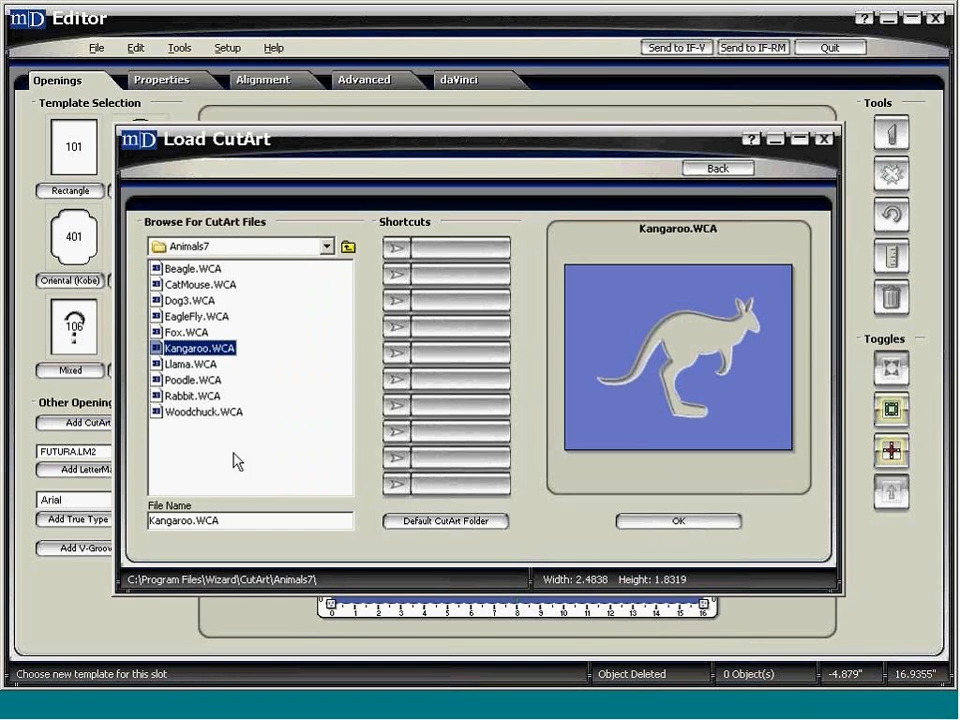 mD Editor
File Edit Tools Setup Help
Send to IF-V Send to IF-RM Quit
Openings Properties Alignment Advanced daVinci
Template Selection
Tools
101
Rectangle
401
Oriental (Kobe)
106
Mixed
Other Opening
Add CutArt
FUTURA.LM2
Add LetterMa
Arial
Add True Type
Add V-Groov
mD Load CutArt
Back
Browse For CutArt Files
Animals7
Beagle.WCA
CatMouse.WCA
Dog3.WCA
EagleFly.WCA
Fox.WCA
Kangaroo.WCA
Llama.WCA
Poodle.WCA
Rabbit.WCA
Woodchuck.WCA
File Name
Kangaroo.WCA
Shortcuts
Default CutArt Folder
Kangaroo.WCA
OK
C:\Program Files\Wizard\CutArt\Animals7\
Width: 2.4838 Height: 1.8319
Toggles
0 0
0 1 2 3 4 5 6 7 8 9 10 11 12 13 14 15 16
Choose new template for this slot
Object Deleted
0 Object(s)
-4.879"
16.9355"